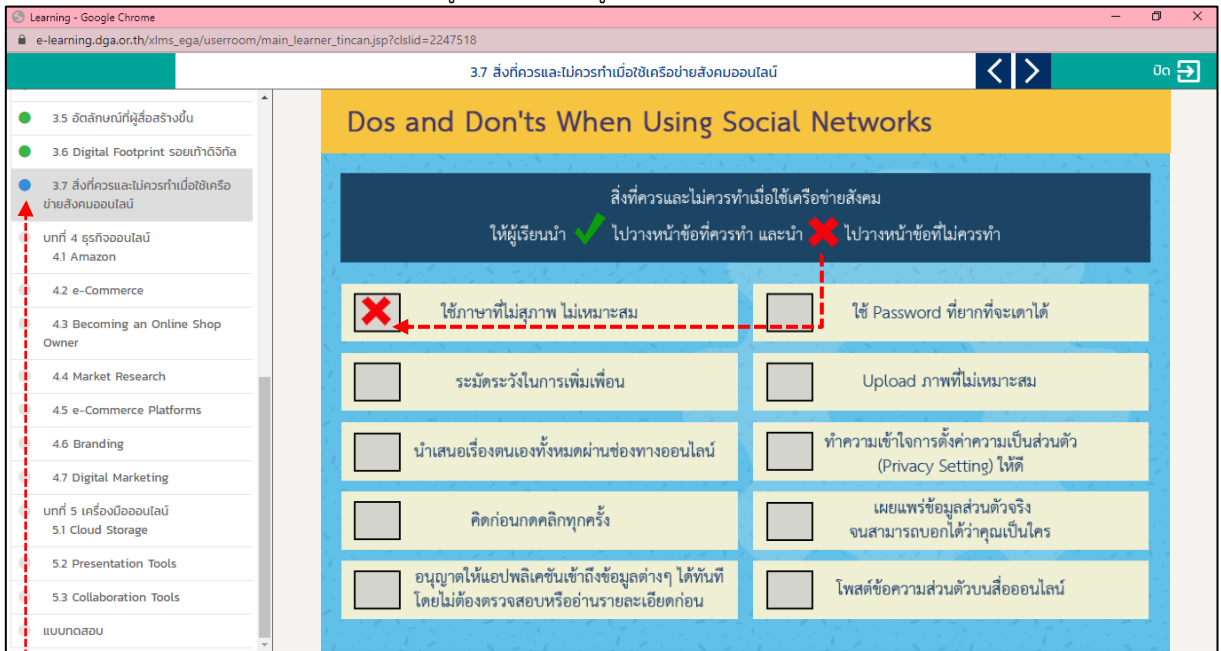 Learning - Google Chrome
e-learning.dga.or.th/xlms_ega/userroom/main_learner_tincan.jsp?clslid=2247518
3.7 สิ่งที่ควรและไม่ควรทำเมื่อใช้เครือข่ายสังคมออนไลน์
ปิด
3.5 อัตลักษณ์ที่ผู้สื่อสร้างขึ้น
3.6 Digital Footprint รอยเท้าดิจิทัล
3.7 สิ่งที่ควรและไม่ควรทำเมื่อใช้เครือ
ข่ายสังคมออนไลน์
บทที่ 4 ธุรกิจออนไลน์
4.1 Amazon
4.2 e-Commerce
4.3 Becoming an Online Shop
Owner
4.4 Market Research
4.5 e-Commerce Platforms
4.6 Branding
4.7 Digital Marketing
บทที่ 5 เครื่องมือออนไลน์
5.1 Cloud Storage
5.2 Presentation Tools
5.3 Collaboration Tools
แบบทดสอบ
Dos and Don'ts When Using Social Networks
สิ่งที่ควรและไม่ควรทำเมื่อใช้เครือข่ายสังคม
ให้ผู้เรียนนำ ไปวางหน้าข้อที่ควรทำ และนำ ไปวางหน้าข้อที่ไม่ควรทำ
ใช้ภาษาที่ไม่สุภาพ ไม่เหมาะสม
ใช้ Password ที่ยากที่จะเดาได้
ระมัดระวังในการเพิ่มเพื่อน
Upload ภาพที่ไม่เหมาะสม
นำเสนอเรื่องตนเองทั้งหมดผ่านช่องทางออนไลน์
ทำความเข้าใจการตั้งค่าความเป็นส่วนตัว
(Privacy Setting) ให้ดี
คิดก่อนกดคลิกทุกครั้ง
เผยแพร่ข้อมูลส่วนตัวจริง
จนสามารถบอกได้ว่าคุณเป็นใคร
อนุญาตให้แอปพลิเคชันเข้าถึงข้อมูลต่างๆ ได้ทันที
โดยไม่ต้องตรวจสอบหรืออ่านรายละเอียดก่อน
โพสต์ข้อความส่วนตัวบนสื่อออนไลน์